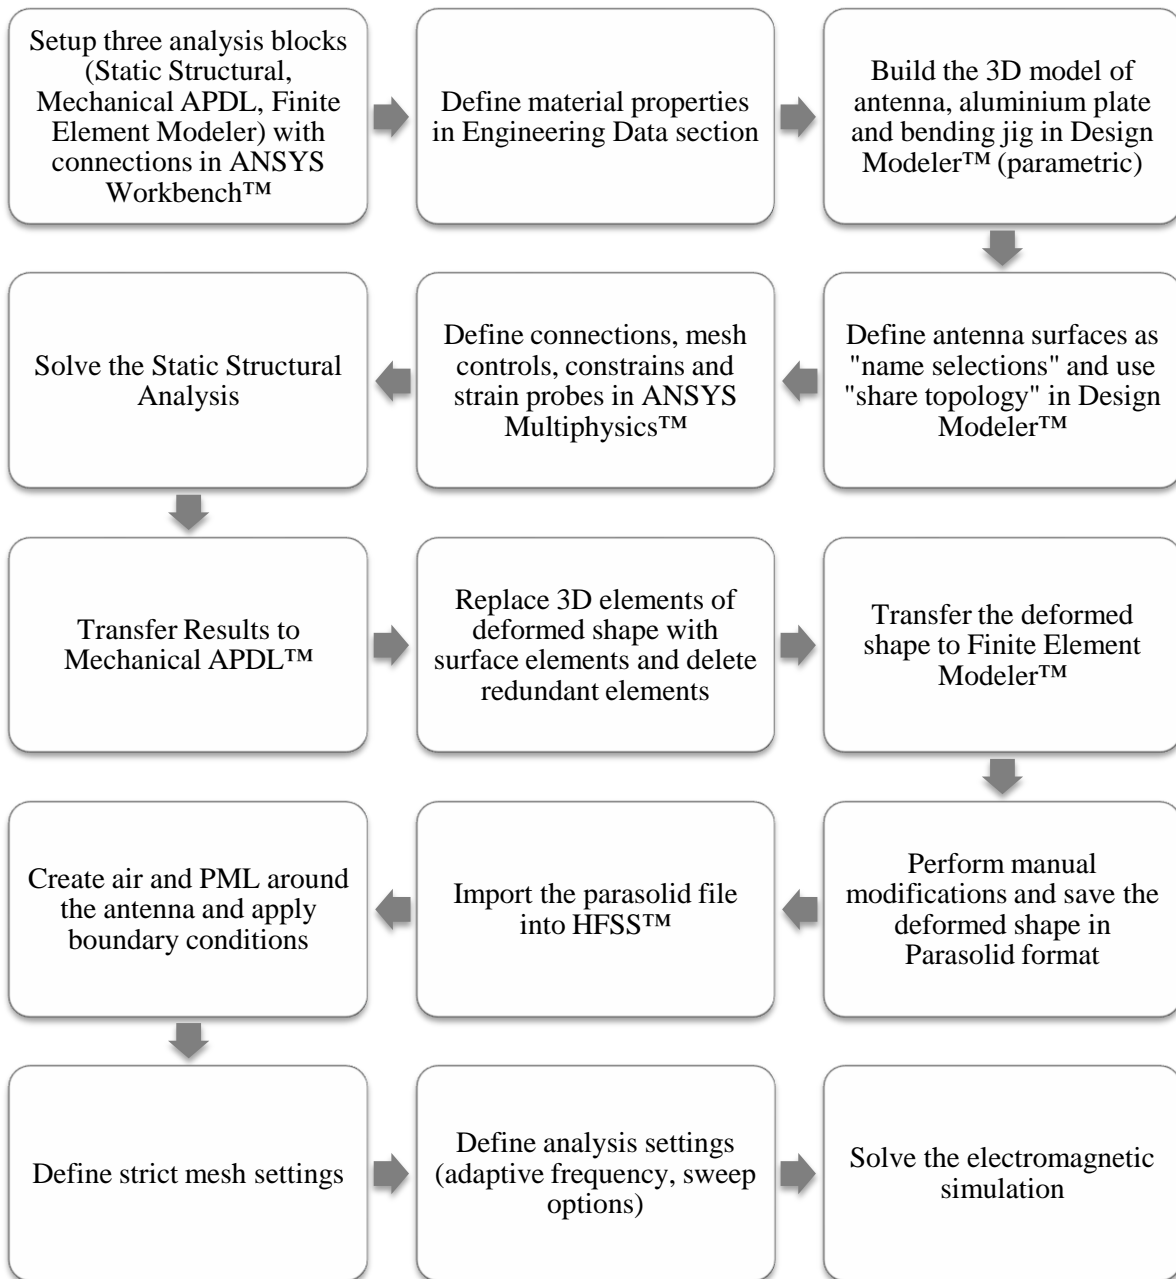 Setup three analysis blocks
(Static Structural,
Mechanical APDL, Finite
Element Modeler) with
connections in ANSYS
Workbench™
Define material properties
in Engineering Data section
Build the 3D model of
antenna, aluminium plate
and bending jig in Design
Modeler™ (parametric)
Define antenna surfaces as
"name selections" and use
"share topology" in Design
Modeler™
Define connections, mesh
controls, constrains and
strain probes in ANSYS
Multiphysics™
Solve the Static Structural
Analysis
Transfer Results to
Mechanical APDL™
Replace 3D elements of
deformed shape with
surface elements and delete
redundant elements
Transfer the deformed
shape to Finite Element
Modeler™
Perform manual
modifications and save the
deformed shape in
Parasolid format
Import the parasolid file
into HFSS™
Create air and PML around
the antenna and apply
boundary conditions
Define strict mesh settings
Define analysis settings
(adaptive frequency, sweep
options)
Solve the electromagnetic
simulation